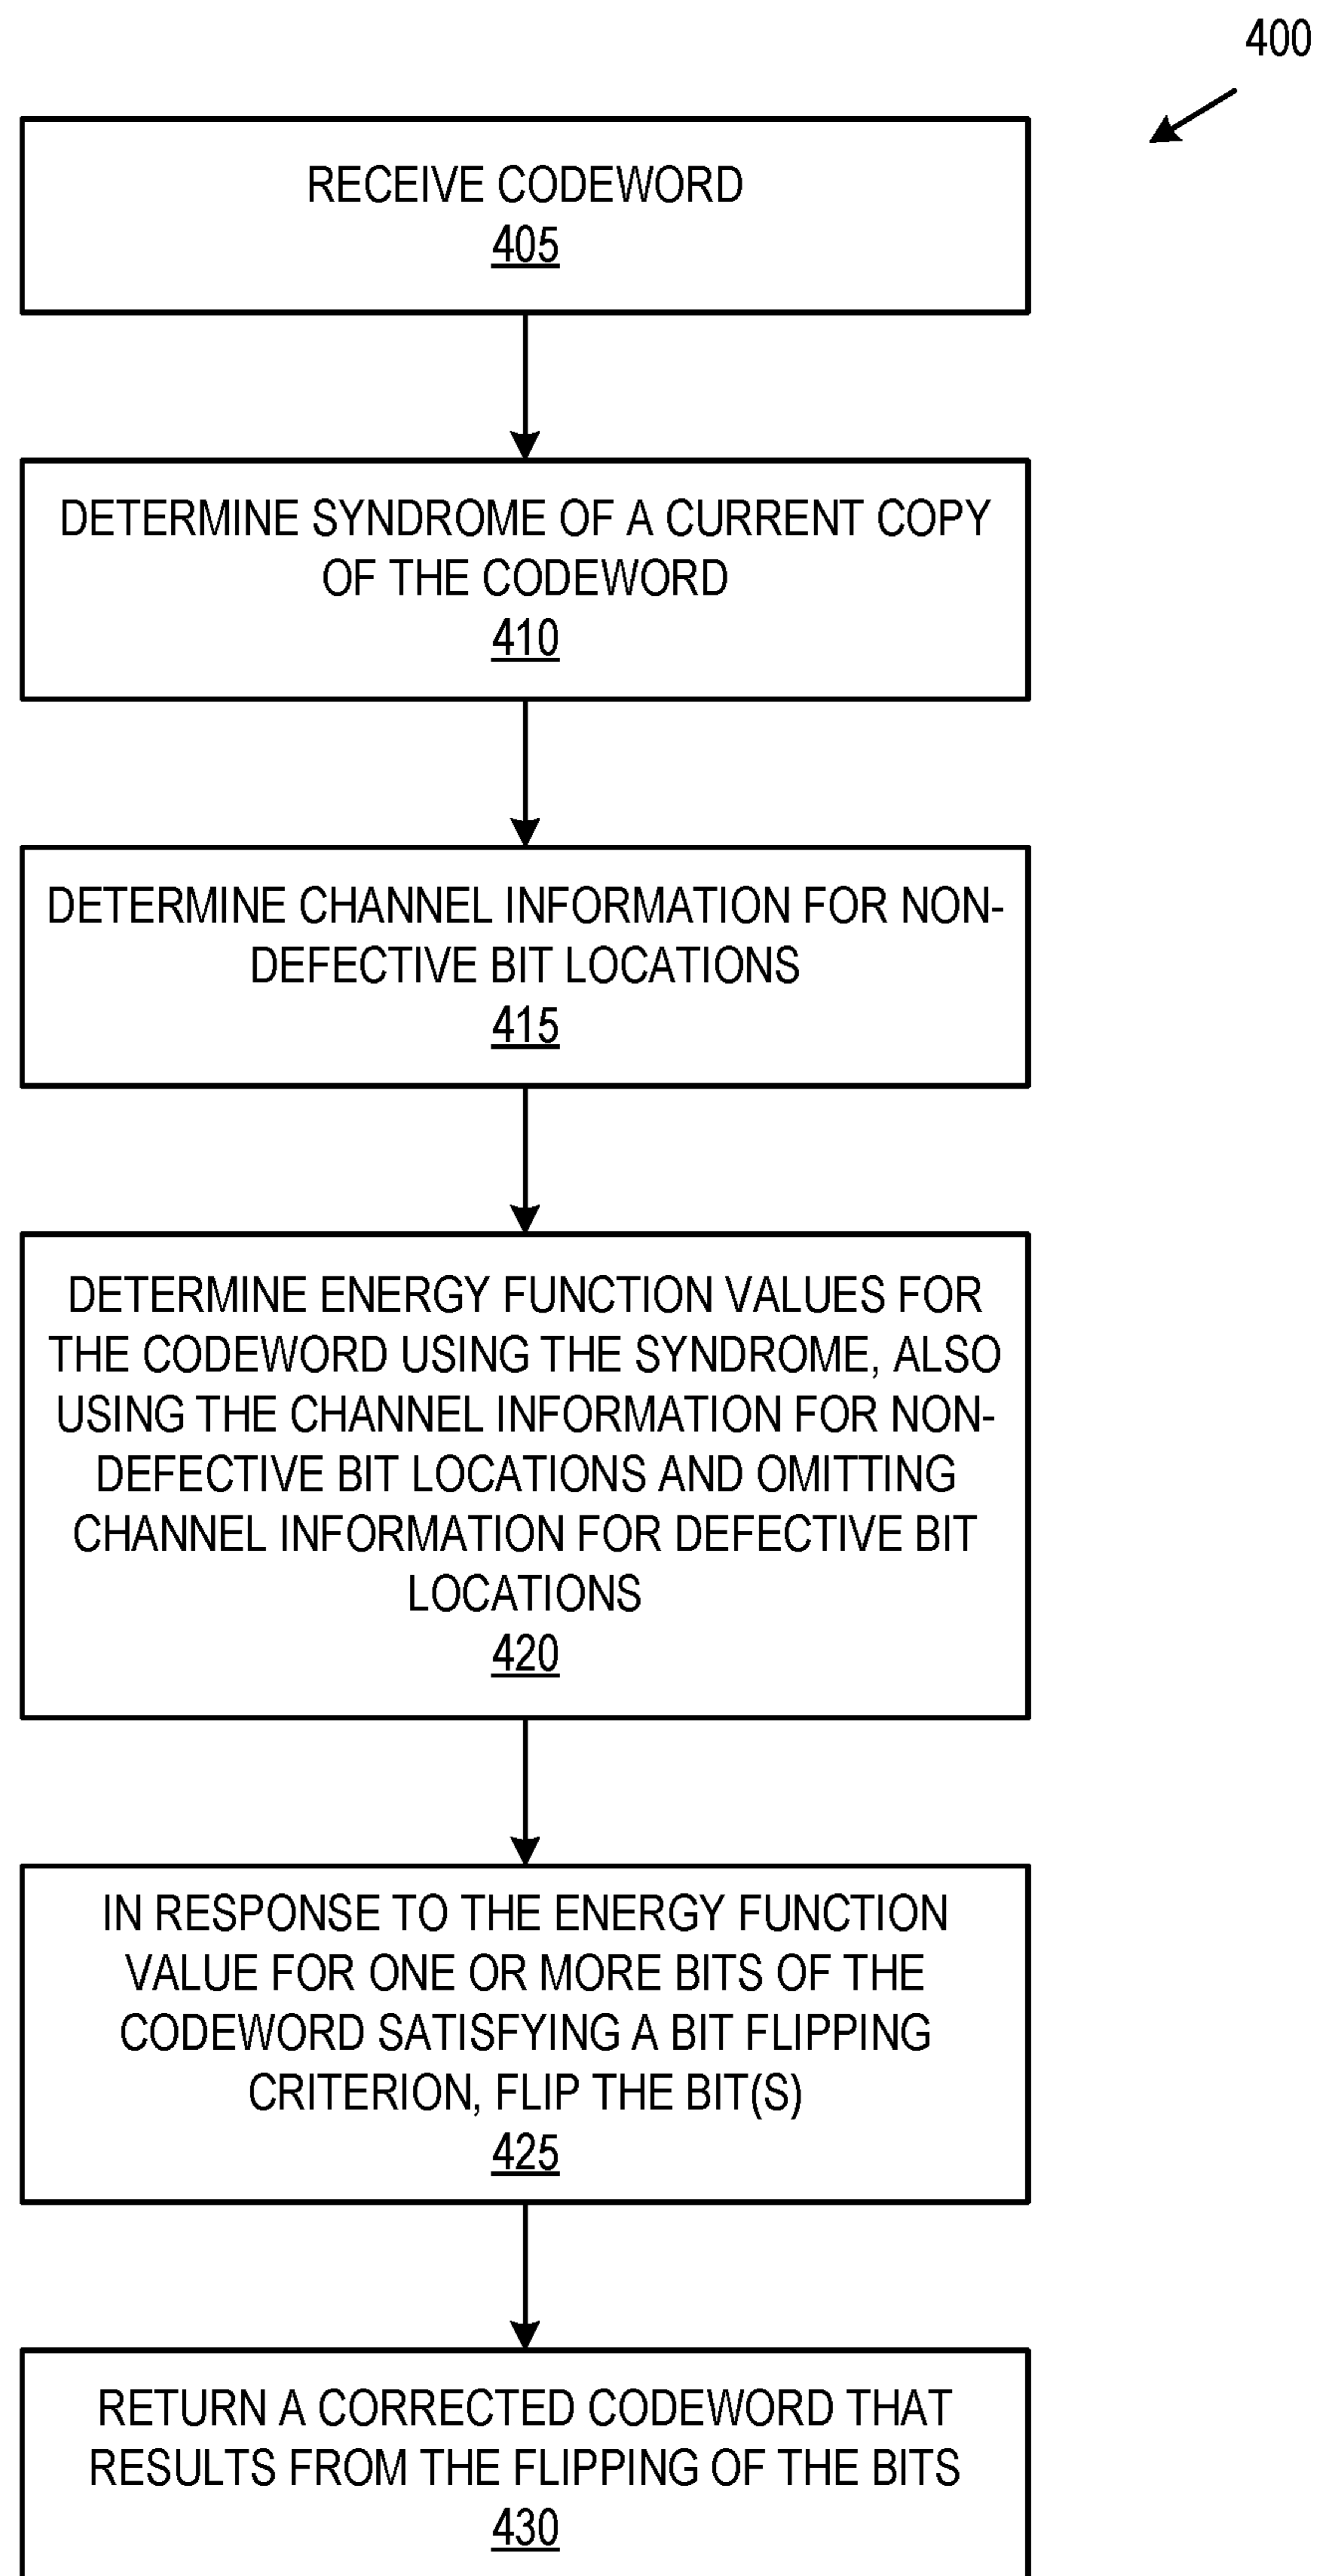 400
RECEIVE CODEWORD
405
DETERMINE SYNDROME OF A CURRENT COPY
OF THE CODEWORD
410
DETERMINE CHANNEL INFORMATION FOR NON-
DEFECTIVE BIT LOCATIONS
415
DETERMINE ENERGY FUNCTION VALUES FOR
THE CODEWORD USING THE SYNDROME, ALSO
USING THE CHANNEL INFORMATION FOR NON-
DEFECTIVE BIT LOCATIONS AND OMITTING
CHANNEL INFORMATION FOR DEFECTIVE BIT
LOCATIONS
420
IN RESPONSE TO THE ENERGY FUNCTION
VALUE FOR ONE OR MORE BITS OF THE
CODEWORD SATISFYING A BIT FLIPPING
CRITERION, FLIP THE BIT(S)
425
RETURN A CORRECTED CODEWORD THAT
RESULTS FROM THE FLIPPING OF THE BITS
430